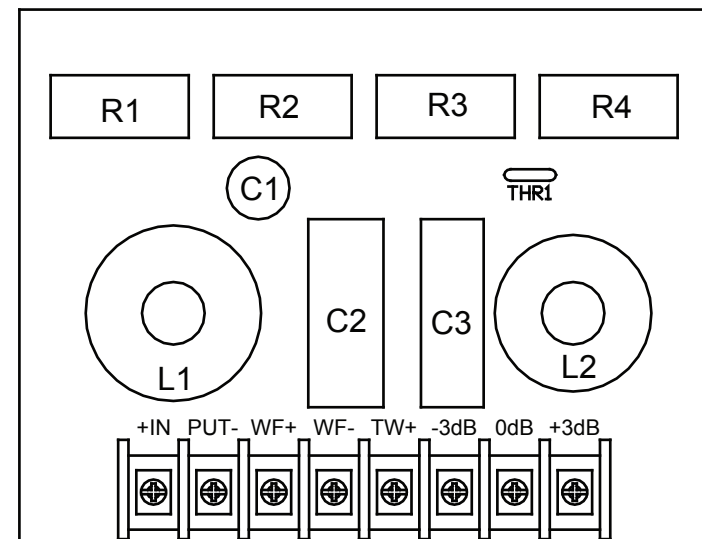 R1 R2 R3 R4
C1 THR1
C2 C3
L1 L2
+IN PUT- WF+ WF- TW+ -3dB 0dB +3dB